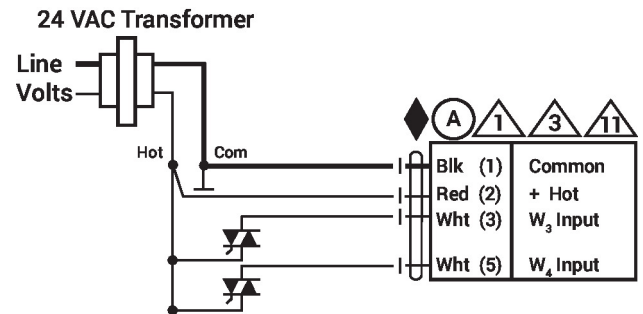 24 VAC Transformer
Line
Volts
Hot
Com
A 1 3 11
Blk (1) Common
Red (2) + Hot
Wht (3) W₃ Input
Wht (5) W₄ Input